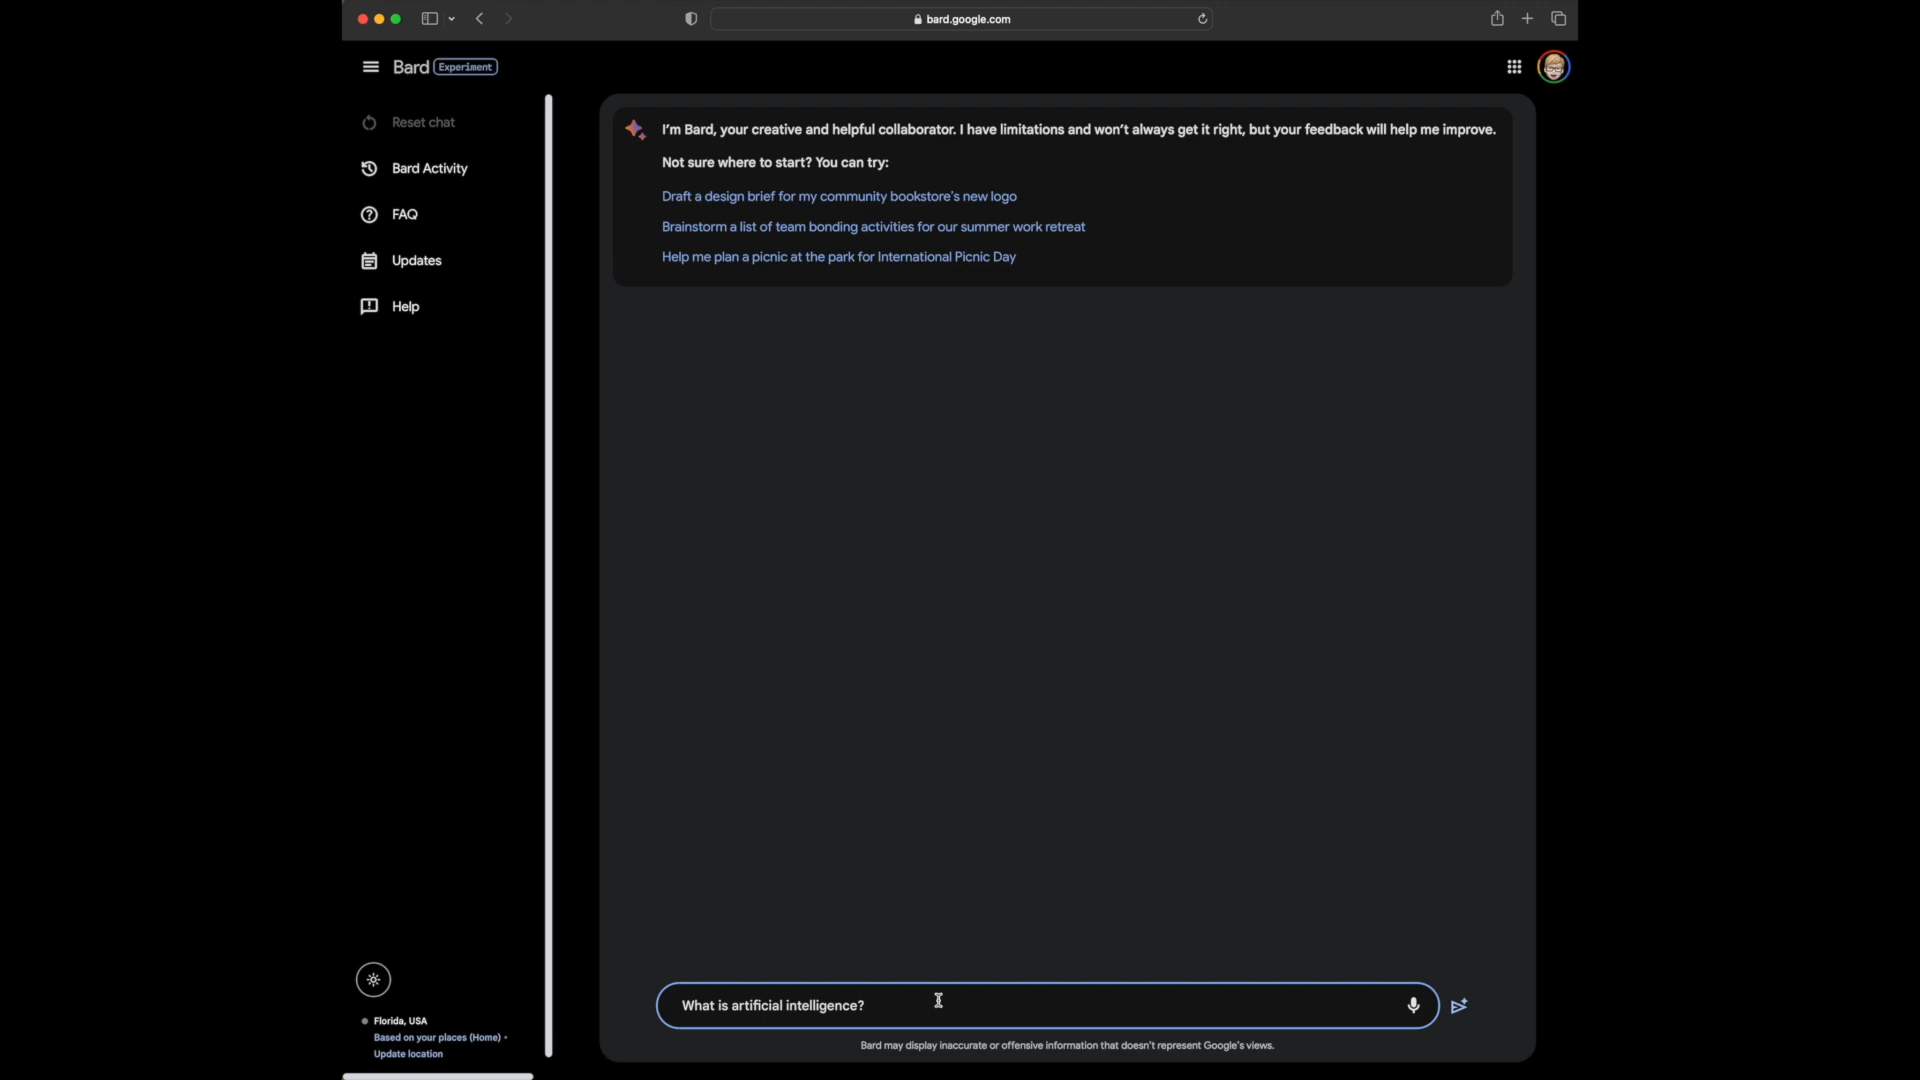 bard.google.com
Bard Experiment
Reset chat
Bard Activity
FAQ
Updates
Help
I'm Bard, your creative and helpful collaborator. I have limitations and won't always get it right, but your feedback will help me improve.
Not sure where to start? You can try:
Draft a design brief for my community bookstore's new logo
Brainstorm a list of team bonding activities for our summer work retreat
Help me plan a picnic at the park for International Picnic Day
What is artificial intelligence?
Bard may display inaccurate or offensive information that doesn't represent Google's views.
Florida, USA
Based on your places (Home) •
Update location